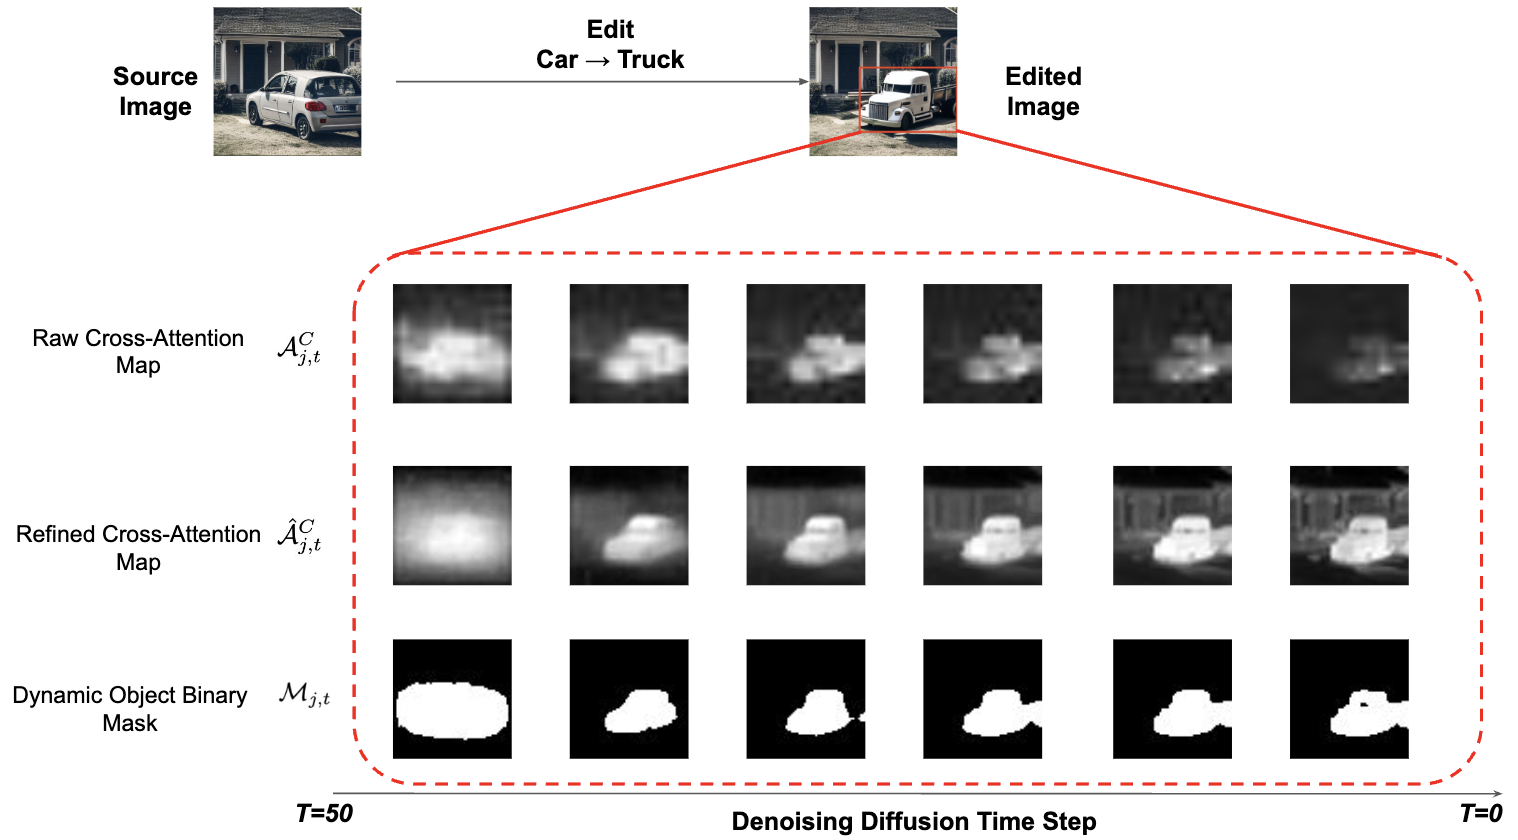 Source
Image
Edit
Car → Truck
Edited
Image
Raw Cross-Attention
Map
$\mathcal{A}^{C}_{j,t}$
Refined Cross-Attention
Map
$\hat{\mathcal{A}}^{C}_{j,t}$
Dynamic Object Binary
Mask
$\mathcal{M}_{j,t}$
T=50
Denoising Diffusion Time Step
T=0